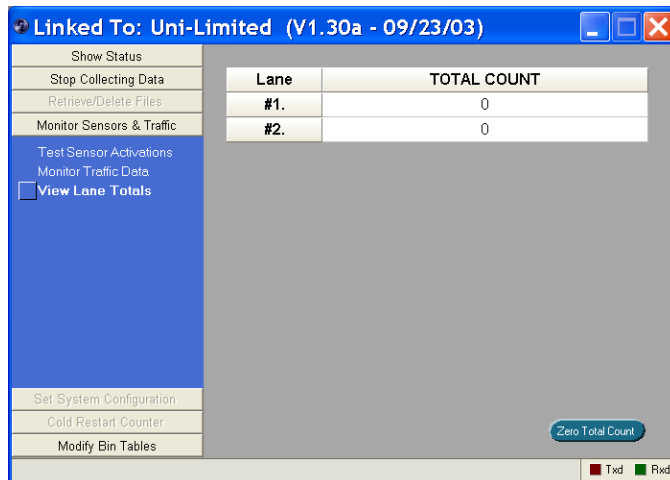 Linked To: Uni-Limited (V1.30a - 09/23/03)
Show Status
Stop Collecting Data
Retrieve/Delete Files
Monitor Sensors & Traffic
Test Sensor Activations
Monitor Traffic Data
View Lane Totals
Set System Configuration
Cold Restart Counter
Modify Bin Tables
Lane TOTAL COUNT
#1. 0
#2. 0
Zero Total Count
Txd Rxd